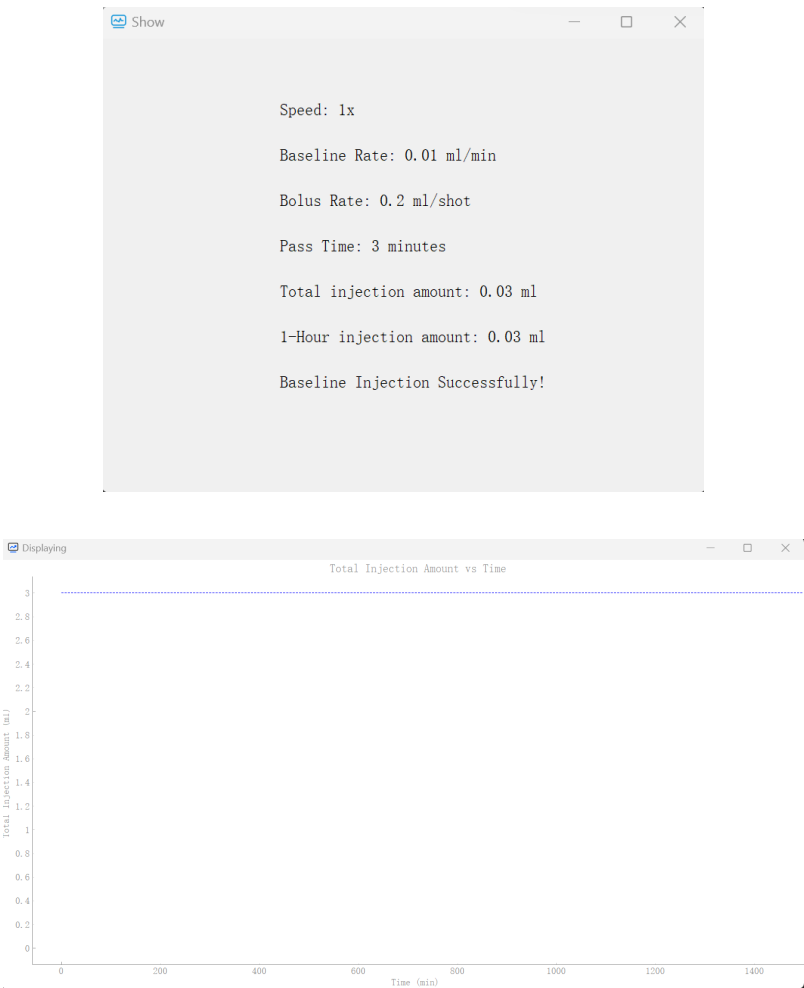 Show
Speed: 1x
Baseline Rate: 0.01 ml/min
Bolus Rate: 0.2 ml/shot
Pass Time: 3 minutes
Total injection amount: 0.03 ml
1-Hour injection amount: 0.03 ml
Baseline Injection Successfully!
Displaying
Total Injection Amount vs Time
3
2.8
2.6
2.4
2.2
2
1.8
1.6
1.4
1.2
1
0.8
0.6
0.4
0.2
0
Total Injection Amount (ml)
0 200 400 600 800 1000 1200 1400
Time (min)